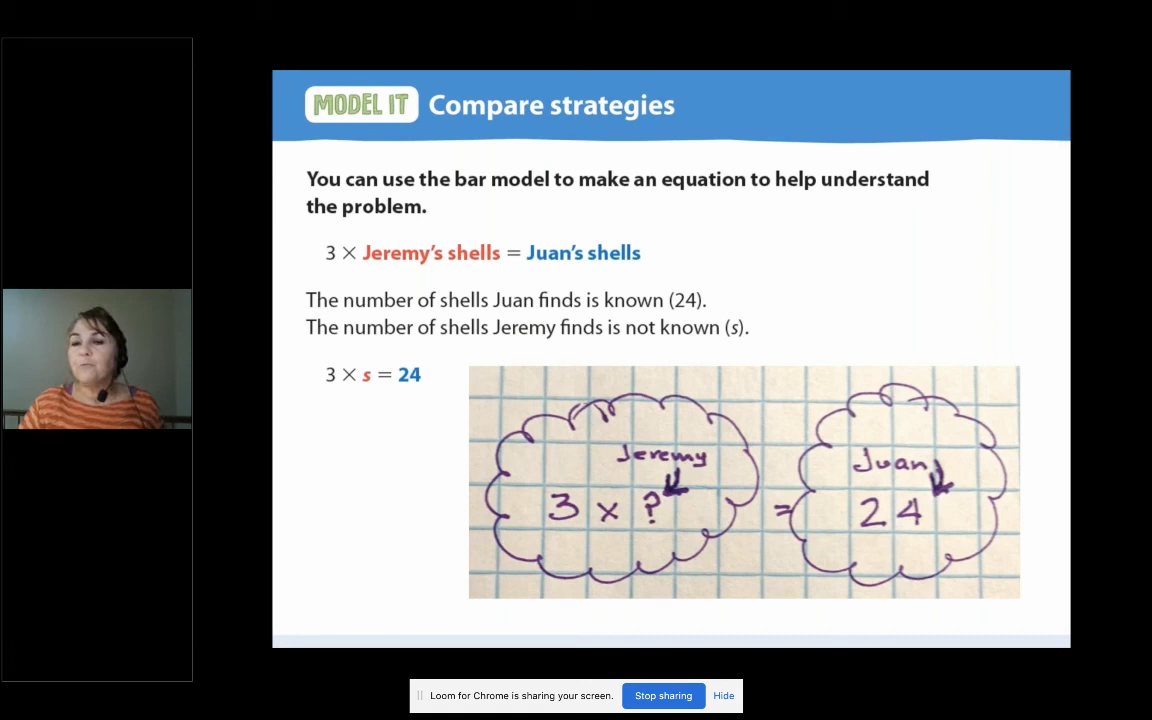 MODEL IT Compare strategies
You can use the bar model to make an equation to help understand
the problem.
3 × Jeremy's shells = Juan's shells
The number of shells Juan finds is known (24).
The number of shells Jeremy finds is not known (s).
3 × s = 24
Jeremy
3 x ?
=
Juan
24
Loom for Chrome is sharing your screen. Stop sharing Hide